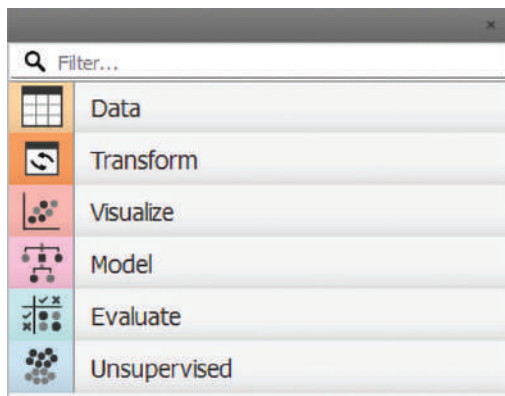 Filter...
Data
Transform
Visualize
Model
Evaluate
Unsupervised